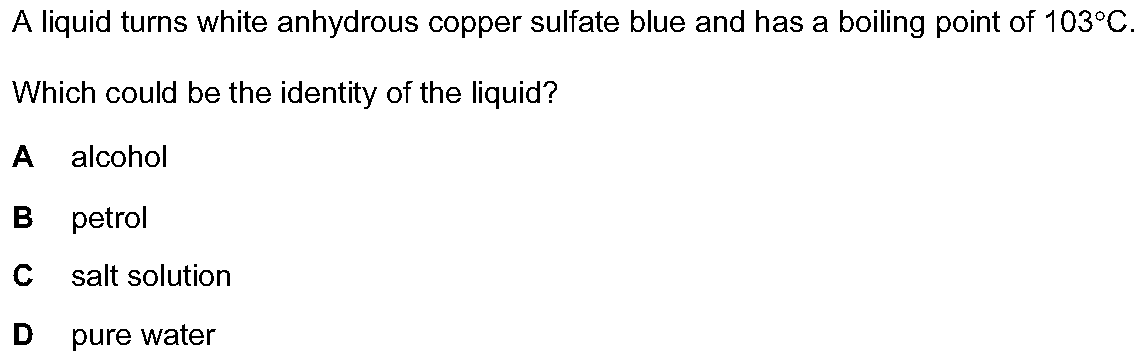 A liquid turns white anhydrous copper sulfate blue and has a boiling point of 103°C.
Which could be the identity of the liquid?
A alcohol
B petrol
C salt solution
D pure water